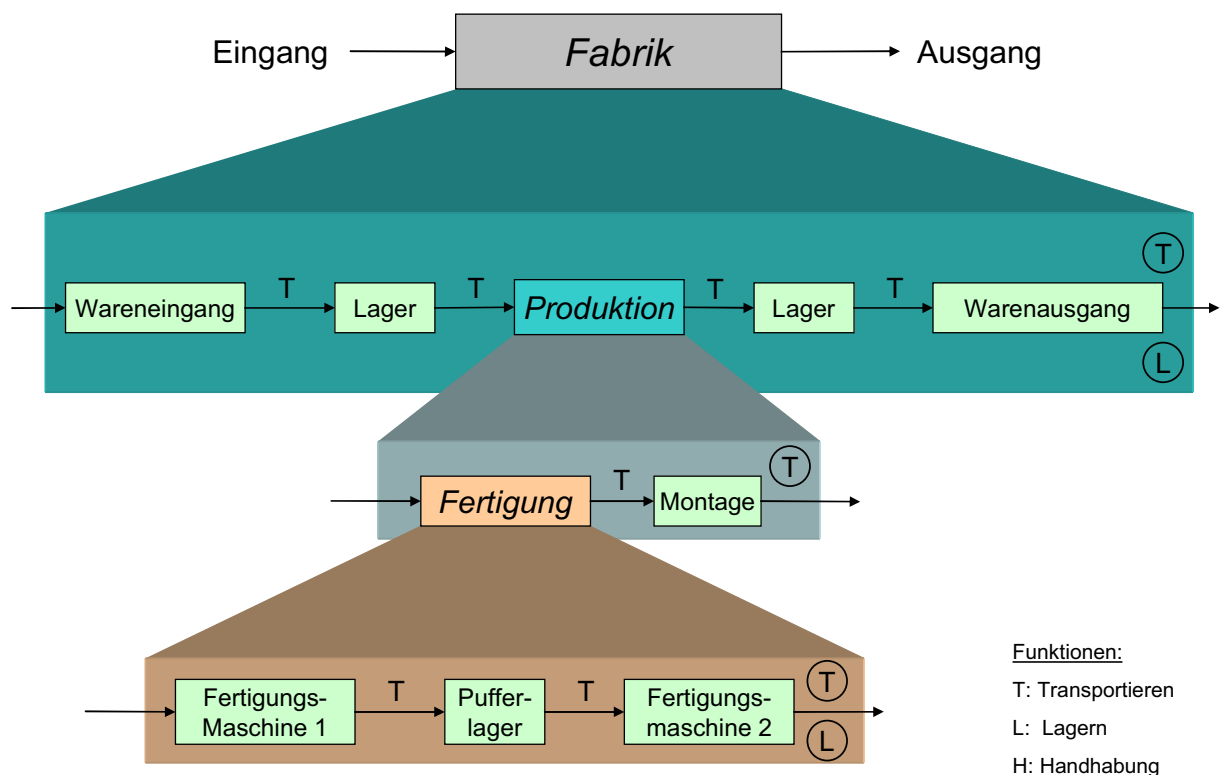 Eingang
Fabrik
Ausgang
T
Wareneingang
T
Lager
T
Produktion
T
Lager
T
Warenausgang
L
T
Fertigung
T
Montage
T
Fertigungs-
Maschine 1
T
Puffer-
lager
T
Fertigungs-
maschine 2
L
Funktionen:
T: Transportieren
L: Lagern
H: Handhabung